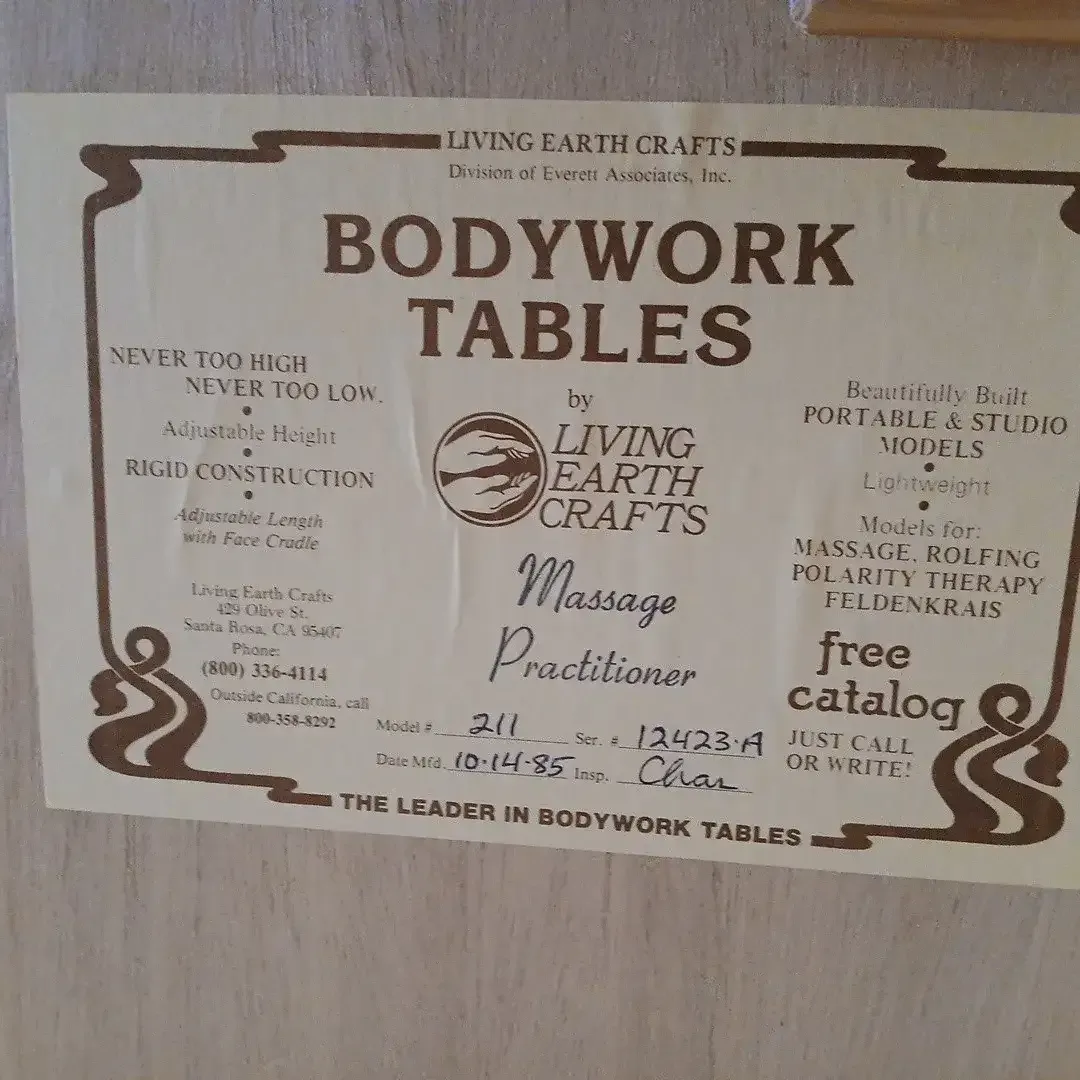 LIVING EARTH CRAFTS
Division of Everett Associates, Inc.
BODYWORK
TABLES
NEVER TOO HIGH
NEVER TOO LOW.
•
Adjustable Height
•
RIGID CONSTRUCTION
•
Adjustable Length
with Face Cradle
Living Earth Crafts
429 Olive St.
Santa Rosa, CA 95407
Phone:
(800) 336-4114
Outside California, call
800-358-8292
by
LIVING
EARTH
CRAFTS
Massage
Practitioner
Model # 211 Ser. # 12423·A
Date Mfd. 10·14·85 Insp. Char
Beautifully Built
PORTABLE & STUDIO
MODELS
•
Lightweight
•
Models for:
MASSAGE, ROLFING
POLARITY THERAPY
FELDENKRAIS
free
catalog
JUST CALL
OR WRITE!
THE LEADER IN BODYWORK TABLES